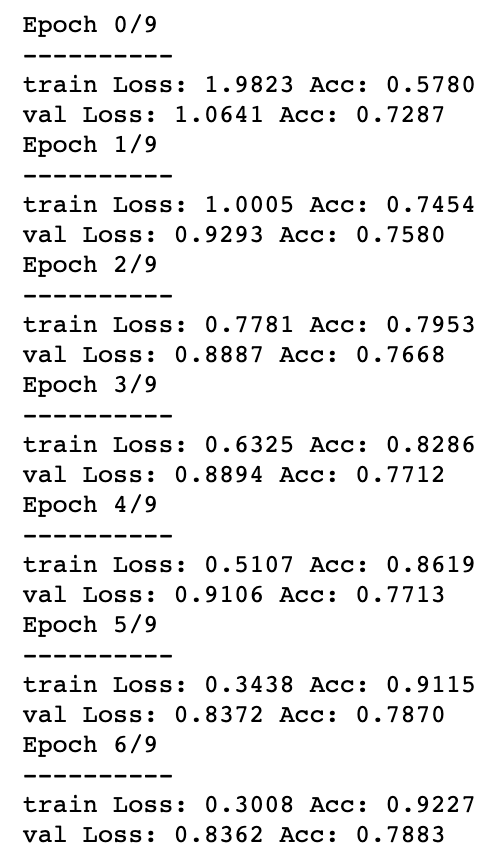 Epoch 0/9
----------
train Loss: 1.9823 Acc: 0.5780
val Loss: 1.0641 Acc: 0.7287
Epoch 1/9
----------
train Loss: 1.0005 Acc: 0.7454
val Loss: 0.9293 Acc: 0.7580
Epoch 2/9
----------
train Loss: 0.7781 Acc: 0.7953
val Loss: 0.8887 Acc: 0.7668
Epoch 3/9
----------
train Loss: 0.6325 Acc: 0.8286
val Loss: 0.8894 Acc: 0.7712
Epoch 4/9
----------
train Loss: 0.5107 Acc: 0.8619
val Loss: 0.9106 Acc: 0.7713
Epoch 5/9
----------
train Loss: 0.3438 Acc: 0.9115
val Loss: 0.8372 Acc: 0.7870
Epoch 6/9
----------
train Loss: 0.3008 Acc: 0.9227
val Loss: 0.8362 Acc: 0.7883